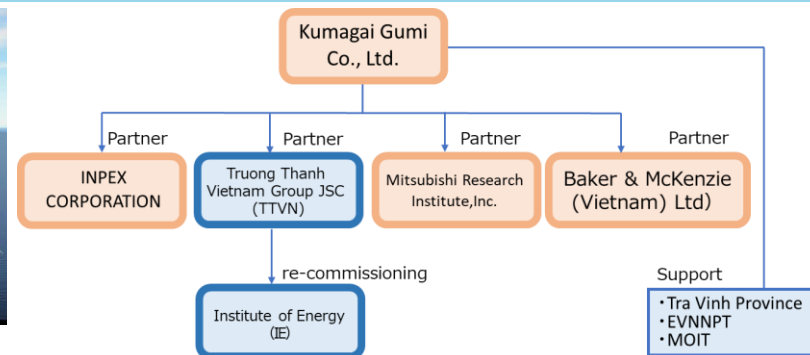 Kumagai Gumi
Co., Ltd.
Partner
Partner
Partner
Partner
INPEX
CORPORATION
Truong Thanh
Vietnam Group JSC
(TTVN)
Mitsubishi Research
Institute,Inc.
Baker & McKenzie
(Vietnam) Ltd)
re-commissioning
Institute of Energy
(IE)
Support
・Tra Vinh Province
・EVNNPT
・MOIT